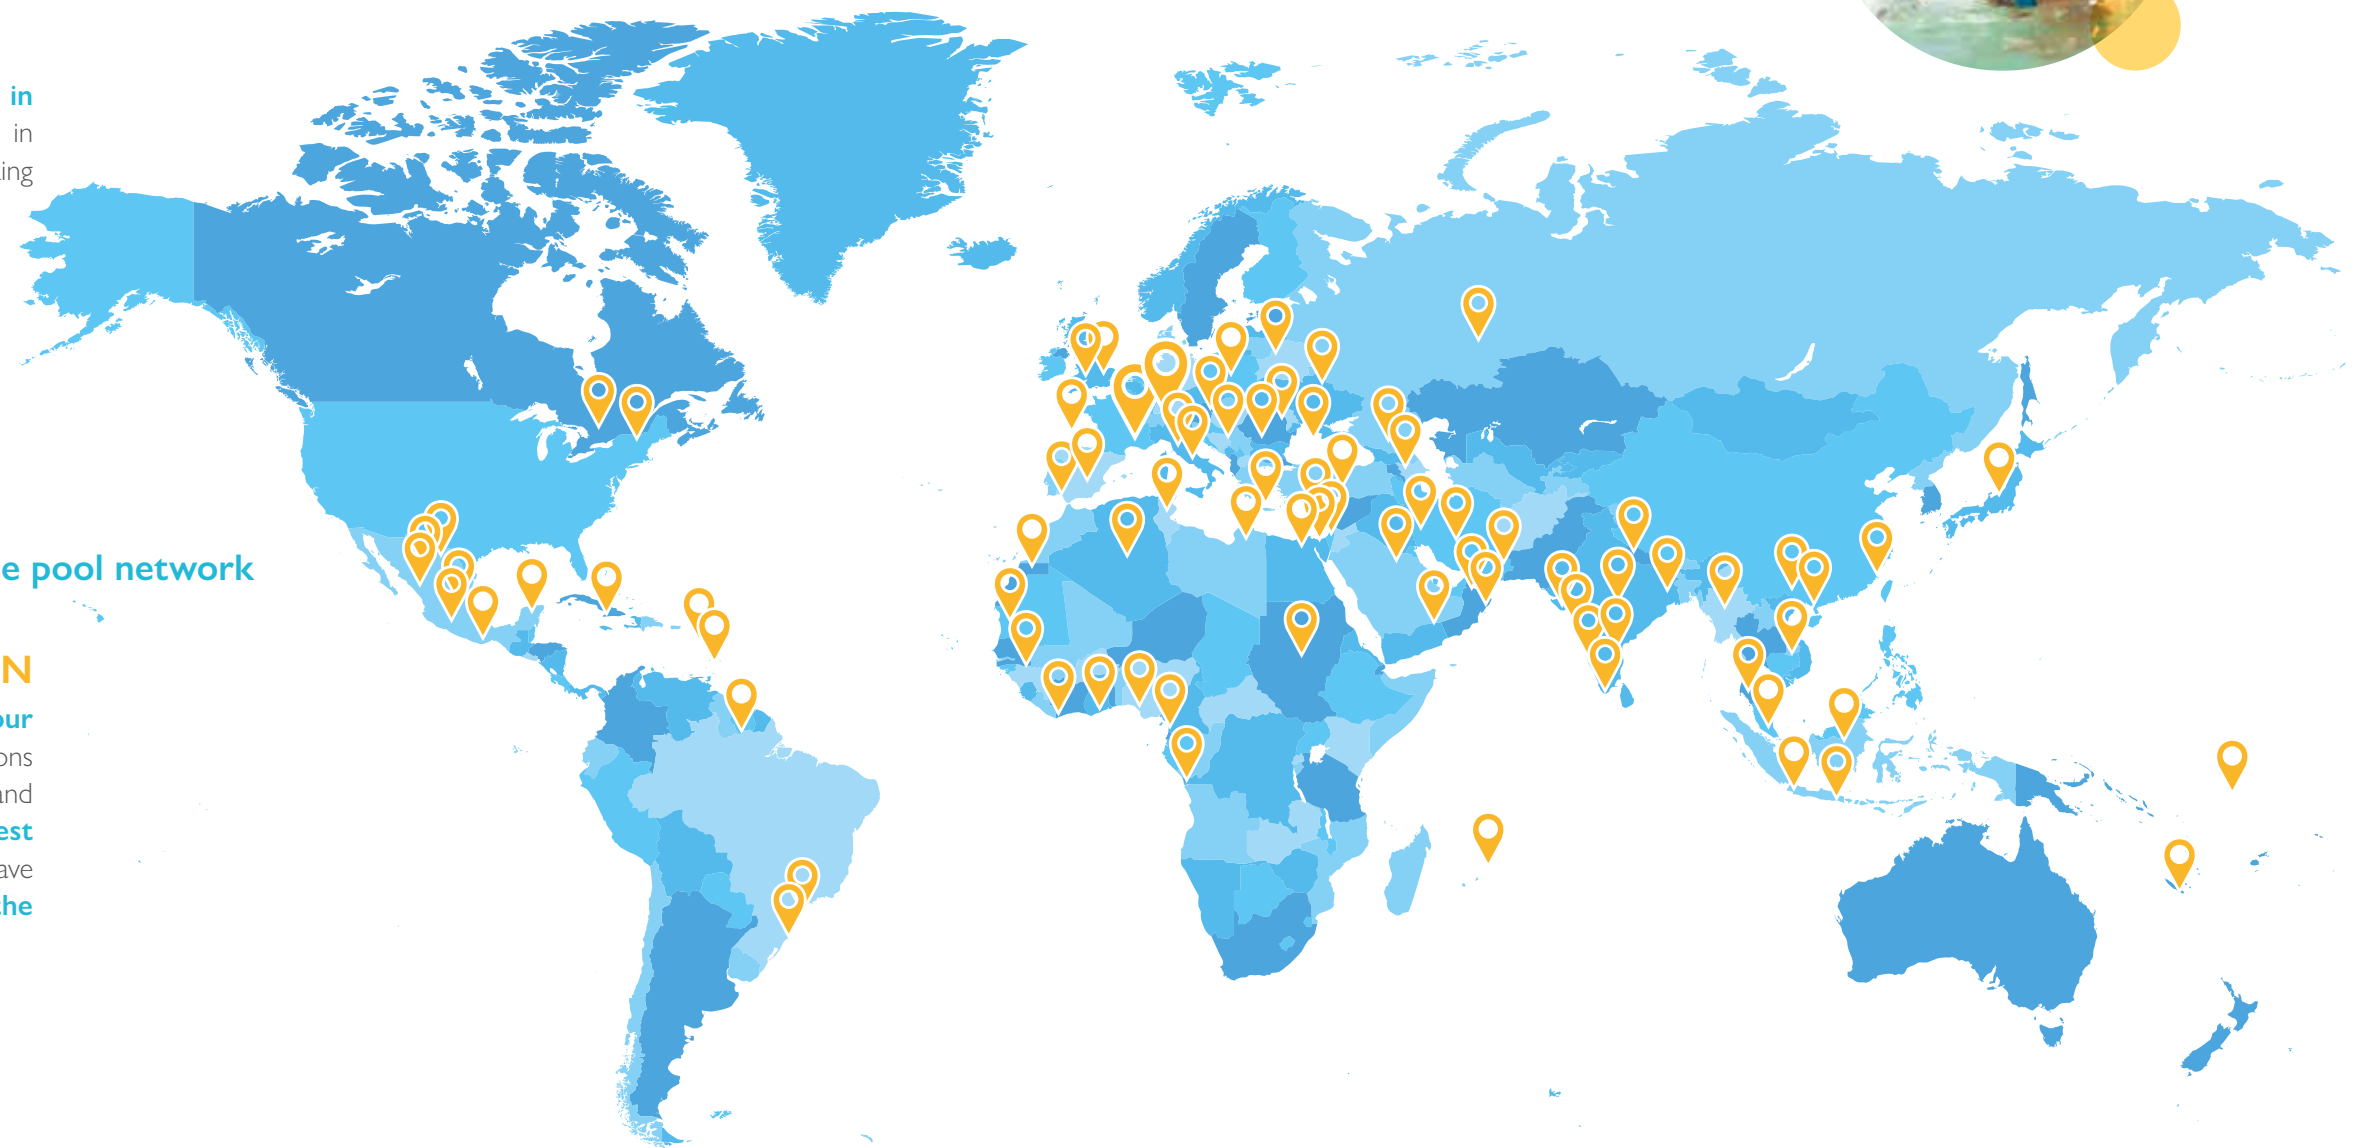 in
in
ing
e pool network
N
our
ons
and
est
ave
the